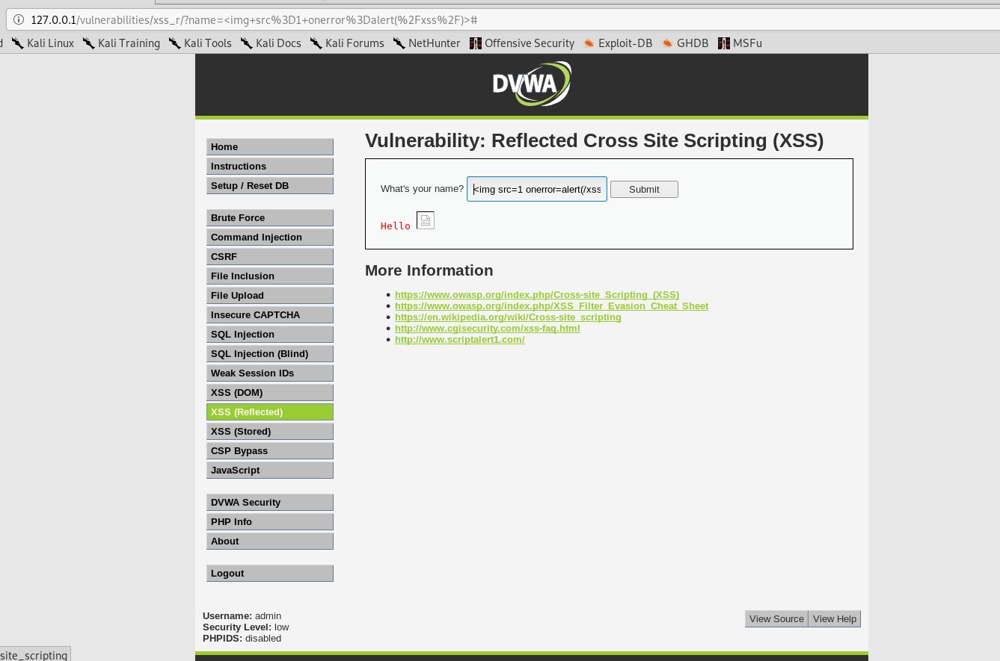 127.0.0.1/vulnerabilities/xss_r/?name=<img+src%3D1+onerror%3Dalert(%2Fxss%2F)>#
d Kali Linux Kali Training Kali Tools Kali Docs Kali Forums NetHunter Offensive Security Exploit-DB GHDB MSFu
DVWA
Vulnerability: Reflected Cross Site Scripting (XSS)
What's your name? <img src=1 onerror=alert(/xss Submit
Hello
More Information
https://www.owasp.org/index.php/Cross-site_Scripting_(XSS)
https://www.owasp.org/index.php/XSS_Filter_Evasion_Cheat_Sheet
https://en.wikipedia.org/wiki/Cross-site_scripting
http://www.cgisecurity.com/xss-faq.html
http://www.scriptalert1.com/
Home
Instructions
Setup / Reset DB
Brute Force
Command Injection
CSRF
File Inclusion
File Upload
Insecure CAPTCHA
SQL Injection
SQL Injection (Blind)
Weak Session IDs
XSS (DOM)
XSS (Reflected)
XSS (Stored)
CSP Bypass
JavaScript
DVWA Security
PHP Info
About
Logout
Username: admin
Security Level: low
PHPIDS: disabled
View Source View Help
site_scripting